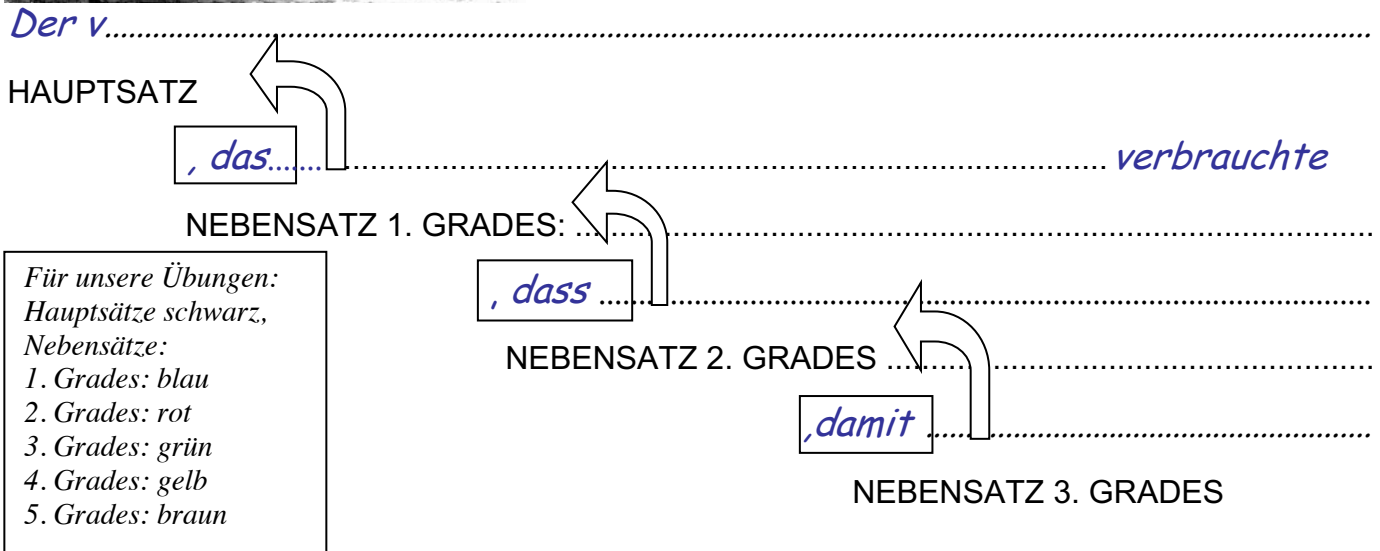 Der v................................................................................
HAUPTSATZ
, das................................................................................ verbrauchte
NEBENSATZ 1. GRADES: ................................................................................
, dass ................................................................................
NEBENSATZ 2. GRADES ................................................................................
,damit ................................................................................
NEBENSATZ 3. GRADES
Für unsere Übungen:
Hauptsätze schwarz,
Nebensätze:
1. Grades: blau
2. Grades: rot
3. Grades: grün
4. Grades: gelb
5. Grades: braun